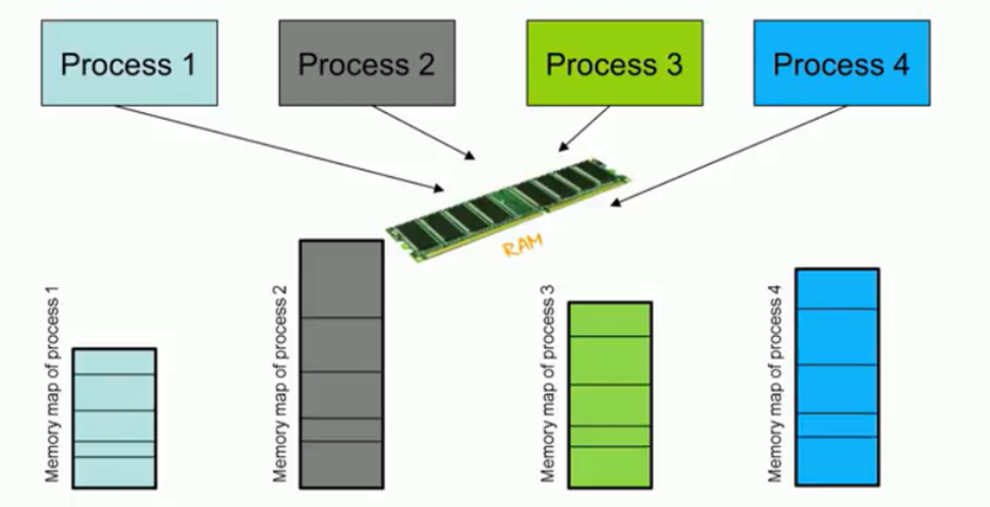 Process 1
Process 2
Process 3
Process 4
RAM
Memory map of process 1
Memory map of process 2
Memory map of process 3
Memory map of process 4